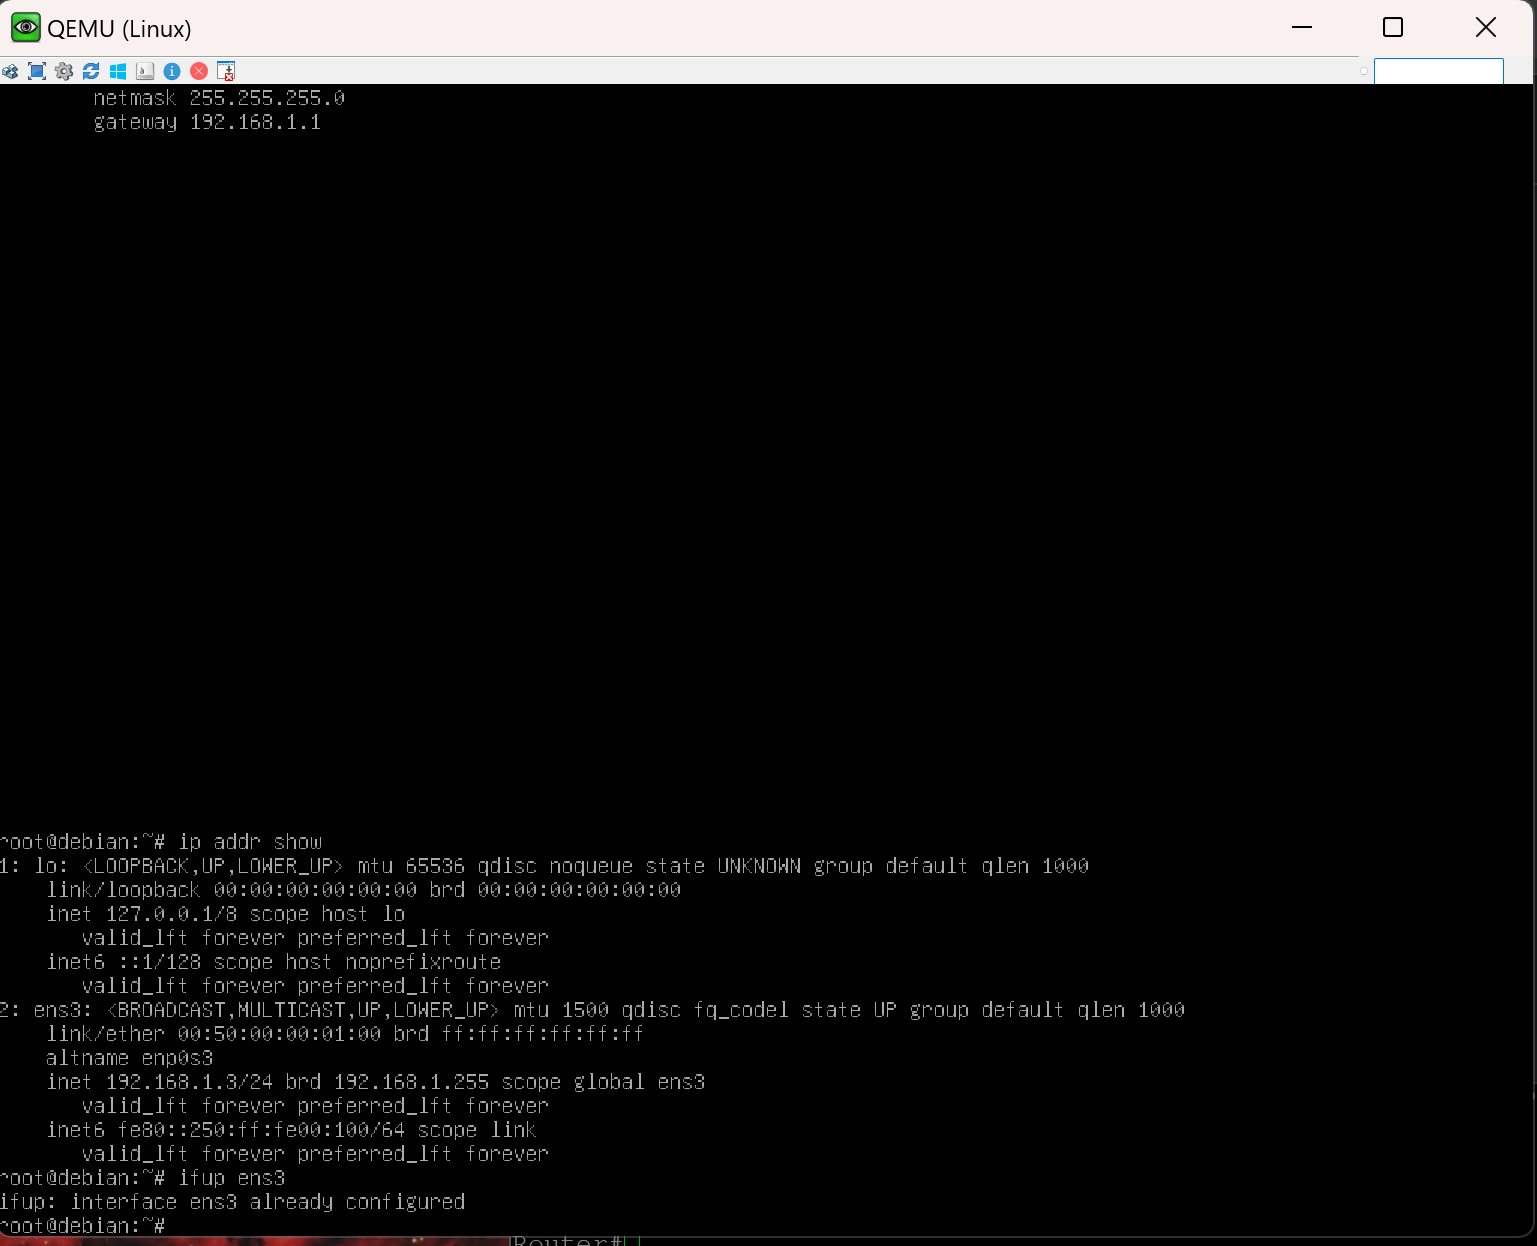 QEMU (Linux)
netmask 255.255.255.0
gateway 192.168.1.1
root@debian:~# ip addr show
1: lo: <LOOPBACK,UP,LOWER_UP> mtu 65536 qdisc noqueue state UNKNOWN group default qlen 1000
link/loopback 00:00:00:00:00:00 brd 00:00:00:00:00:00
inet 127.0.0.1/8 scope host lo
valid_lft forever preferred_lft forever
inet6 ::1/128 scope host noprefixroute
valid_lft forever preferred_lft forever
2: ens3: <BROADCAST,MULTICAST,UP,LOWER_UP> mtu 1500 qdisc fq_codel state UP group default qlen 1000
link/ether 00:50:00:00:01:00 brd ff:ff:ff:ff:ff:ff
altname enp0s3
inet 192.168.1.3/24 brd 192.168.1.255 scope global ens3
valid_lft forever preferred_lft forever
inet6 fe80::250:ff:fe00:100/64 scope link
valid_lft forever preferred_lft forever
root@debian:~# ifup ens3
ifup: interface ens3 already configured
root@debian:~#
Router#